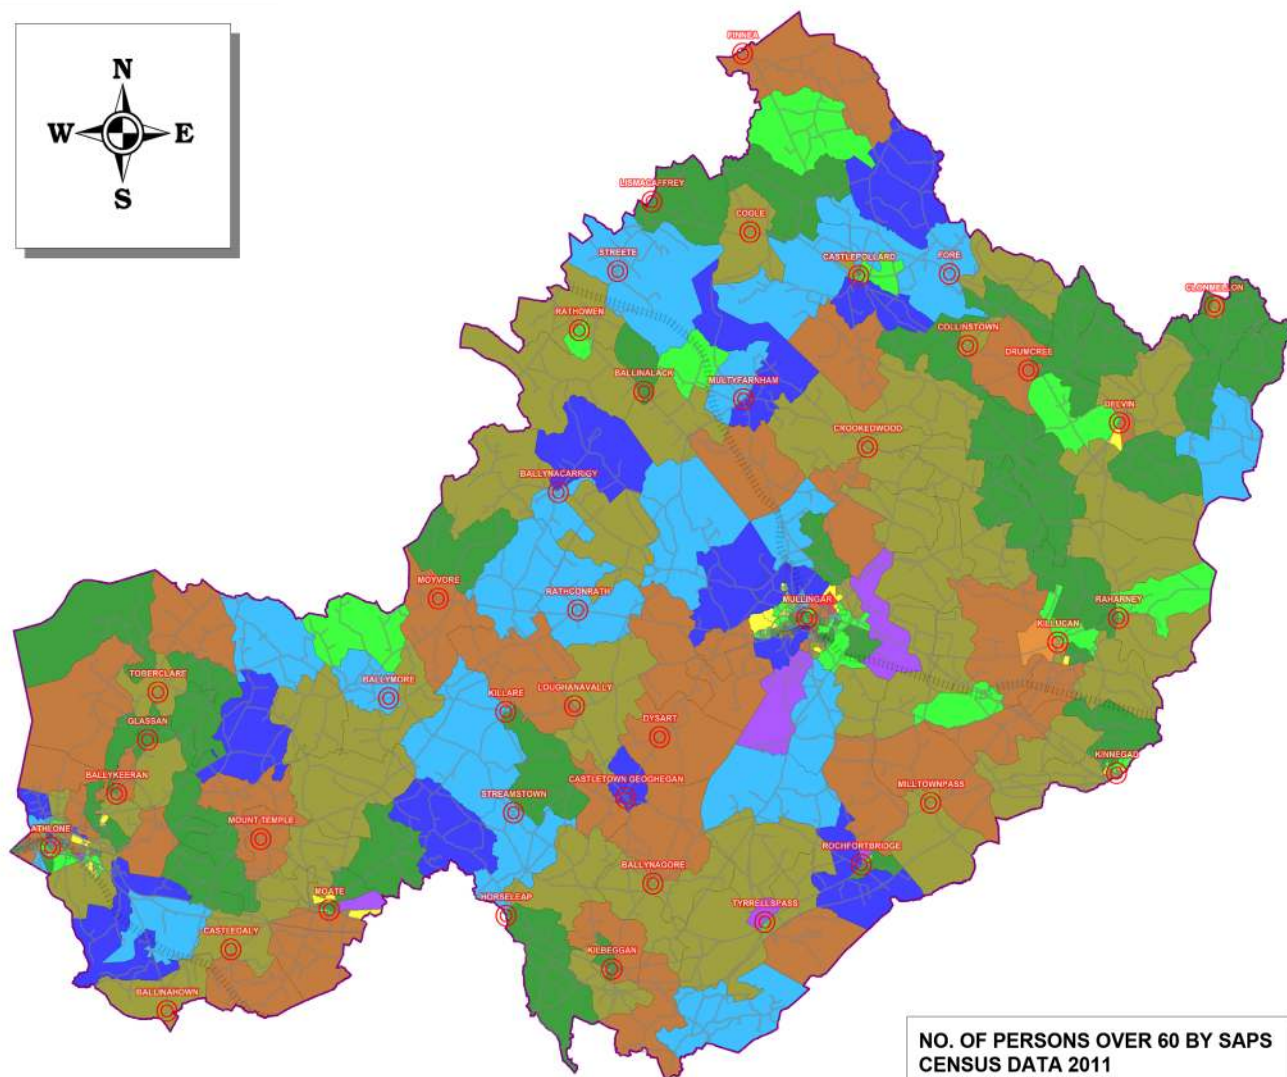 N
W E
S
FINNEA
LISMACAFFREY
COOLE
STREETE
CASTLEPOLLARD
FORE
CLONMELLON
RATHOWEN
COLLINSTOWN
DRUMCREE
BALLINALACK
MULTYFARNHAM
DELVIN
CROOKEDWOOD
BALLYNACARRIGY
MOYVORE
RATHCONRATH
MULLINGAR
RAHARNEY
KILLUCAN
TOBERCLARE
BALLYMORE
KILLARE
LOUGHANAVALLY
GLASSAN
DYSART
KINNEGAD
CASTLETOWN GEOGHEGAN
BALLYKEERAN
MILLTOWNPASS
STREAMSTOWN
ATHLONE
MOUNT TEMPLE
ROCHFORTBRIDGE
BALLYNAGORE
MOATE
HORSELEAP
TYRRELLSPASS
CASTLEDALY
KILBEGGAN
BALLINAHOWN
NO. OF PERSONS OVER 60 BY SAPS
CENSUS DATA 2011